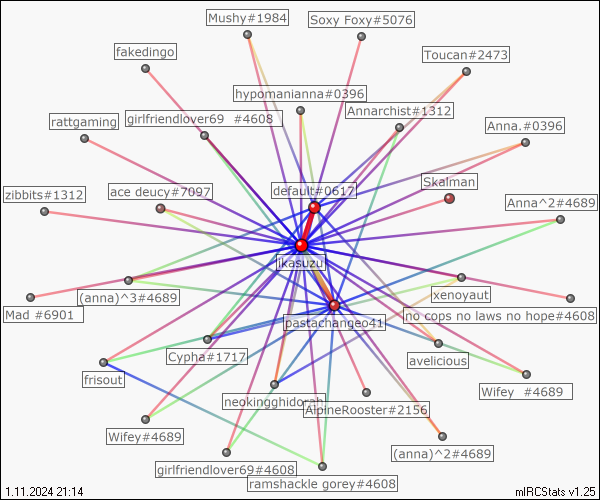 Mushy#1984
Soxy Foxy#5076
fakedingo
Toucan#2473
hypomanianna#0396
Annarchist#1312
rattgaming
girlfriendlover69 #4608
Anna.#0396
zibbits#1312
ace deucy#7097
default#0617
Skalman
Anna^2#4689
jkasuzu
(anna)^3#4689
xenoyaut
Mad #6901
pastachangeo41
no cops no laws no hope#4608
Cypha#1717
avelicious
frisout
neokingghidorah
AlpineRooster#2156
Wifey #4689
Wifey#4689
(anna)^2#4689
girlfriendlover69#4608
ramshackle gorey#4608
1.11.2024 21:14
mIRCStats v1.25